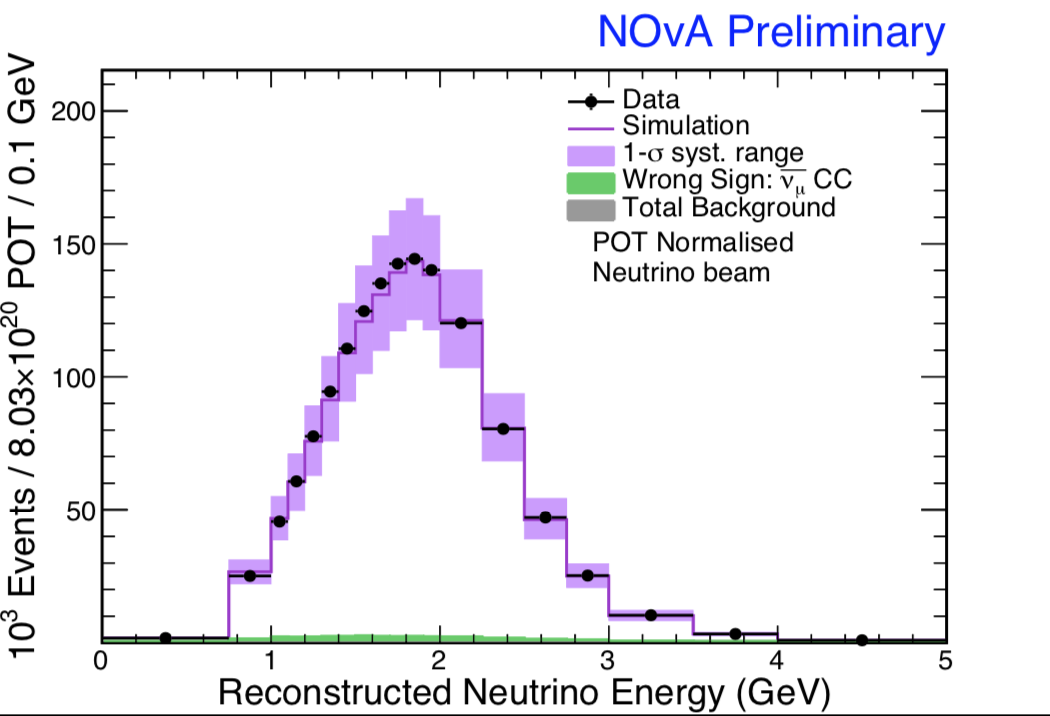 NOvA Preliminary
10³ Events / 8.03×10²⁰ POT / 0.1 GeV
200
150
100
50
Data
Simulation
1-σ syst. range
Wrong Sign: ν̅_μ CC
Total Background
POT Normalised
Neutrino beam
0 1 2 3 4 5
Reconstructed Neutrino Energy (GeV)